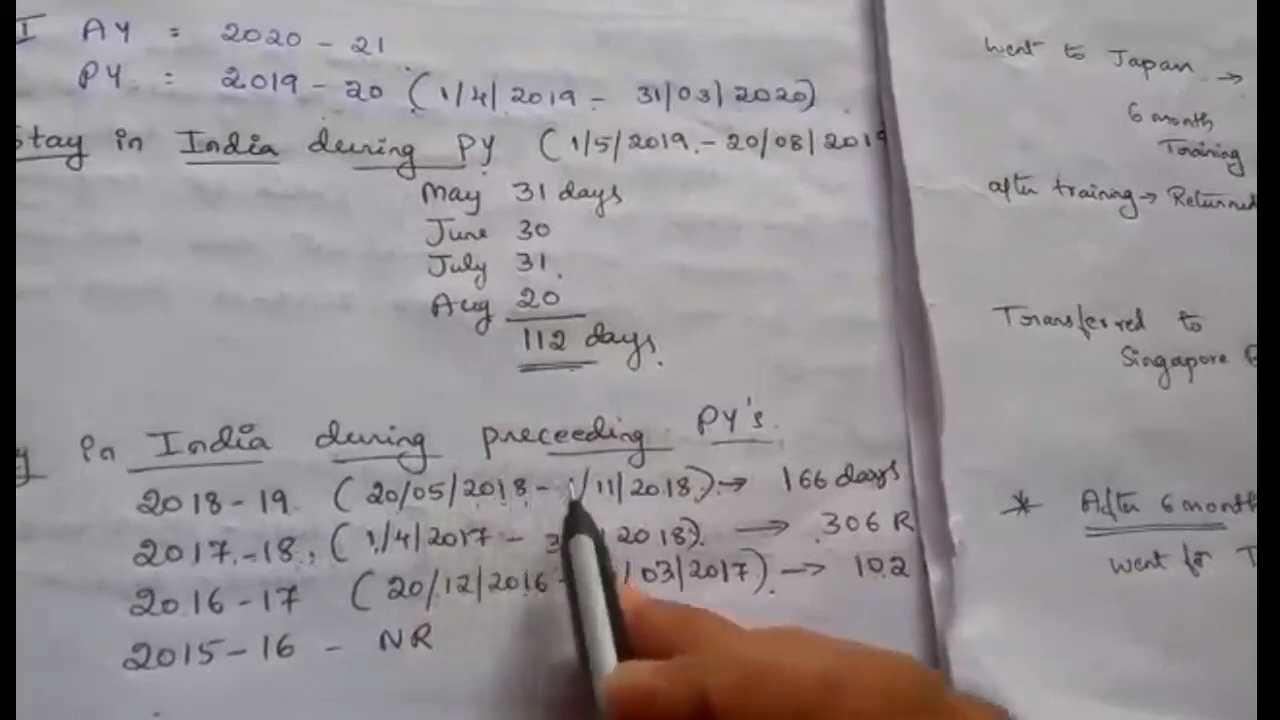 I AY = 2020 - 21
PY = 2019 - 20 (1/4/2019 - 31/03/2020)
Stay in India during PY (1/5/2019 - 20/08/2019
May 31 days
June 30
July 31
Aug 20
112 days
in India during preceeding PY's
2018-19 (20/05/2018 - 1/11/2018) → 166 days
2017-18, (1/4/2017 - 2018) → 306 R
2016-17 (20/12/2016 - /03/2017) → 102
2015-16 - NR
went to Japan →
6 month
Training
after training → Returned
Transferred to
Singapore
* After 6 month
went for